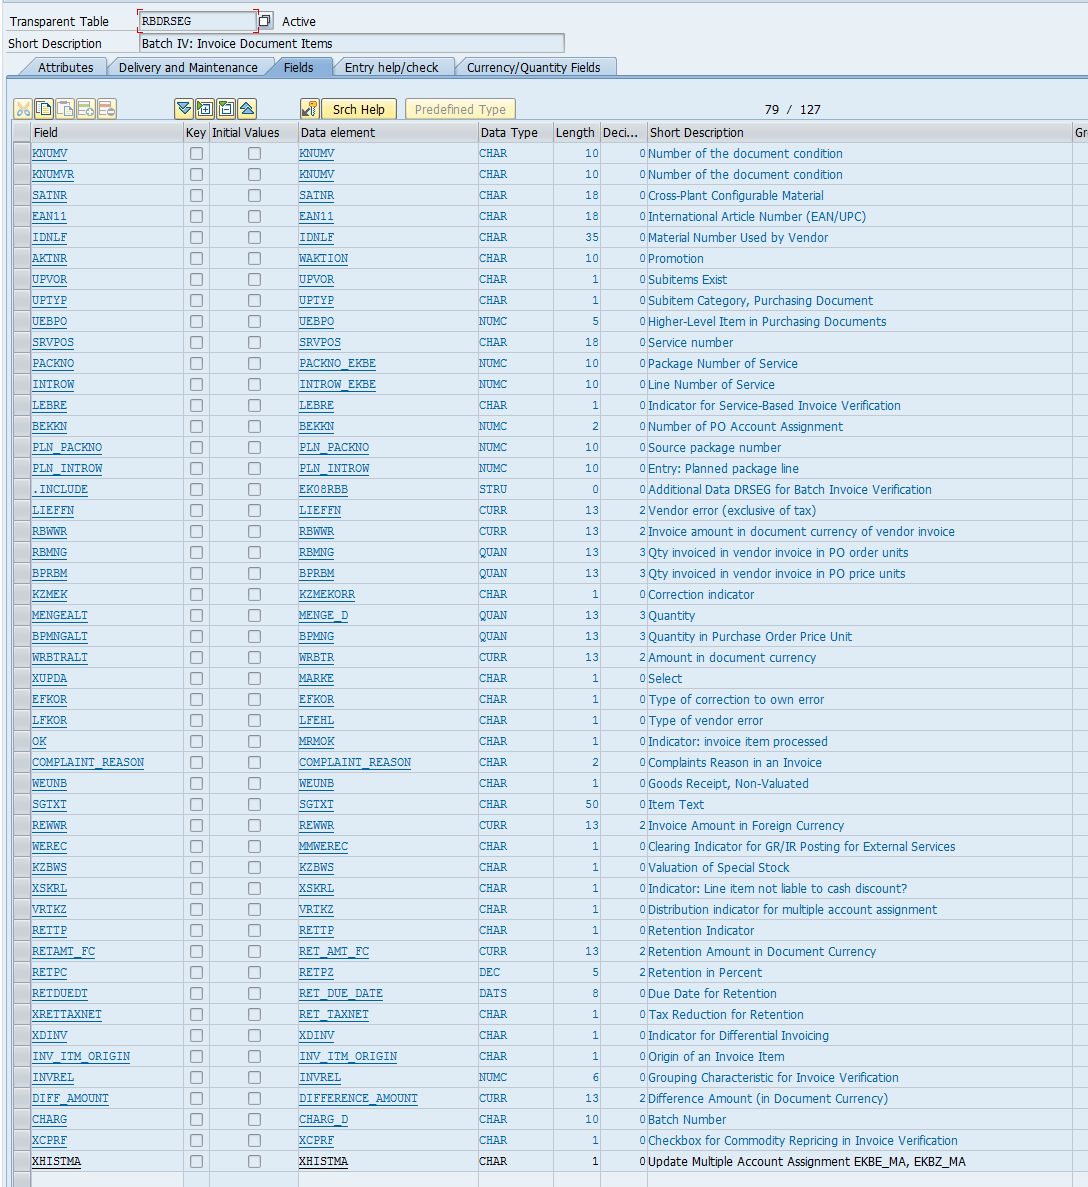 Transparent Table RBDRSEG Active
Short Description Batch IV: Invoice Document Items
Attributes Delivery and Maintenance Fields Entry help/check Currency/Quantity Fields
Srch Help Predefined Type 79 / 127
Field Key Initial Values Data element Data Type Length Deci... Short Description Gr
KNUMV KNUMV CHAR 10 0 Number of the document condition
KNUMVR KNUMV CHAR 10 0 Number of the document condition
SATNR SATNR CHAR 18 0 Cross-Plant Configurable Material
EAN11 EAN11 CHAR 18 0 International Article Number (EAN/UPC)
IDNLF IDNLF CHAR 35 0 Material Number Used by Vendor
AKTNR WAKTION CHAR 10 0 Promotion
UPVOR UPVOR CHAR 1 0 Subitems Exist
UPTYP UPTYP CHAR 1 0 Subitem Category, Purchasing Document
UEBPO UEBPO NUMC 5 0 Higher-Level Item in Purchasing Documents
SRVPOS SRVPOS CHAR 18 0 Service number
PACKNO PACKNO_EKBE NUMC 10 0 Package Number of Service
INTROW INTROW_EKBE NUMC 10 0 Line Number of Service
LEBRE LEBRE CHAR 1 0 Indicator for Service-Based Invoice Verification
BEKKN BEKKN NUMC 2 0 Number of PO Account Assignment
PLN_PACKNO PLN_PACKNO NUMC 10 0 Source package number
PLN_INTROW PLN_INTROW NUMC 10 0 Entry: Planned package line
.INCLUDE EK08RBB STRU 0 0 Additional Data DRSEG for Batch Invoice Verification
LIEFFN LIEFFN CURR 13 2 Vendor error (exclusive of tax)
RBWWR RBWWR CURR 13 2 Invoice amount in document currency of vendor invoice
RBMNG RBMNG QUAN 13 3 Qty invoiced in vendor invoice in PO order units
BPRBM BPRBM QUAN 13 3 Qty invoiced in vendor invoice in PO price units
KZMEK KZMEKORR CHAR 1 0 Correction indicator
MENGEALT MENGE_D QUAN 13 3 Quantity
BPMNGALT BPMNG QUAN 13 3 Quantity in Purchase Order Price Unit
WRBTRALT WRBTR CURR 13 2 Amount in document currency
XUPDA MARKE CHAR 1 0 Select
EFKOR EFKOR CHAR 1 0 Type of correction to own error
LFKOR LFEHL CHAR 1 0 Type of vendor error
OK MRMOK CHAR 1 0 Indicator: invoice item processed
COMPLAINT_REASON COMPLAINT_REASON CHAR 2 0 Complaints Reason in an Invoice
WEUNB WEUNB CHAR 1 0 Goods Receipt, Non-Valuated
SGTXT SGTXT CHAR 50 0 Item Text
REWWR REWWR CURR 13 2 Invoice Amount in Foreign Currency
WEREC MMWEREC CHAR 1 0 Clearing Indicator for GR/IR Posting for External Services
KZBWS KZBWS CHAR 1 0 Valuation of Special Stock
XSKRL XSKRL CHAR 1 0 Indicator: Line item not liable to cash discount?
VRTKZ VRTKZ CHAR 1 0 Distribution indicator for multiple account assignment
RETTP RETTP CHAR 1 0 Retention Indicator
RETAMT_FC RET_AMT_FC CURR 13 2 Retention Amount in Document Currency
RETPC RETPZ DEC 5 2 Retention in Percent
RETDUEDT RET_DUE_DATE DATS 8 0 Due Date for Retention
XRETTAXNET RET_TAXNET CHAR 1 0 Tax Reduction for Retention
XDINV XDINV CHAR 1 0 Indicator for Differential Invoicing
INV_ITM_ORIGIN INV_ITM_ORIGIN CHAR 1 0 Origin of an Invoice Item
INVREL INVREL NUMC 6 0 Grouping Characteristic for Invoice Verification
DIFF_AMOUNT DIFFERENCE_AMOUNT CURR 13 2 Difference Amount (in Document Currency)
CHARG CHARG_D CHAR 10 0 Batch Number
XCPRF XCPRF CHAR 1 0 Checkbox for Commodity Repricing in Invoice Verification
XHISTMA XHISTMA CHAR 1 0 Update Multiple Account Assignment EKBE_MA, EKBZ_MA